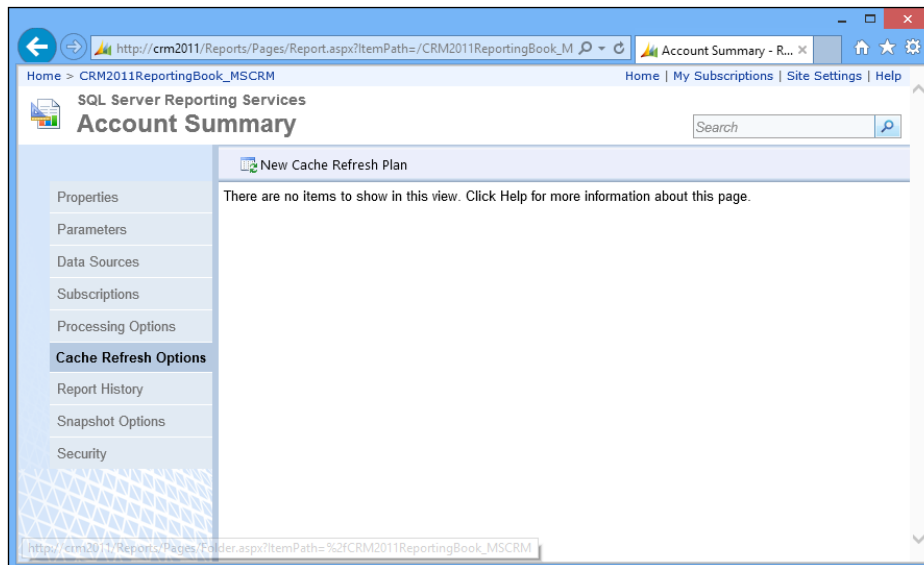 http://crm2011/Reports/Pages/Report.aspx?ItemPath=/CRM2011ReportingBook_M
Account Summary - R...
Home > CRM2011ReportingBook_MSCRM
Home | My Subscriptions | Site Settings | Help
SQL Server Reporting Services
Account Summary
Search
New Cache Refresh Plan
There are no items to show in this view. Click Help for more information about this page.
Properties
Parameters
Data Sources
Subscriptions
Processing Options
Cache Refresh Options
Report History
Snapshot Options
Security
http://crm2011/Reports/Pages/Folder.aspx?ItemPath=%2fCRM2011ReportingBook_MSCRM